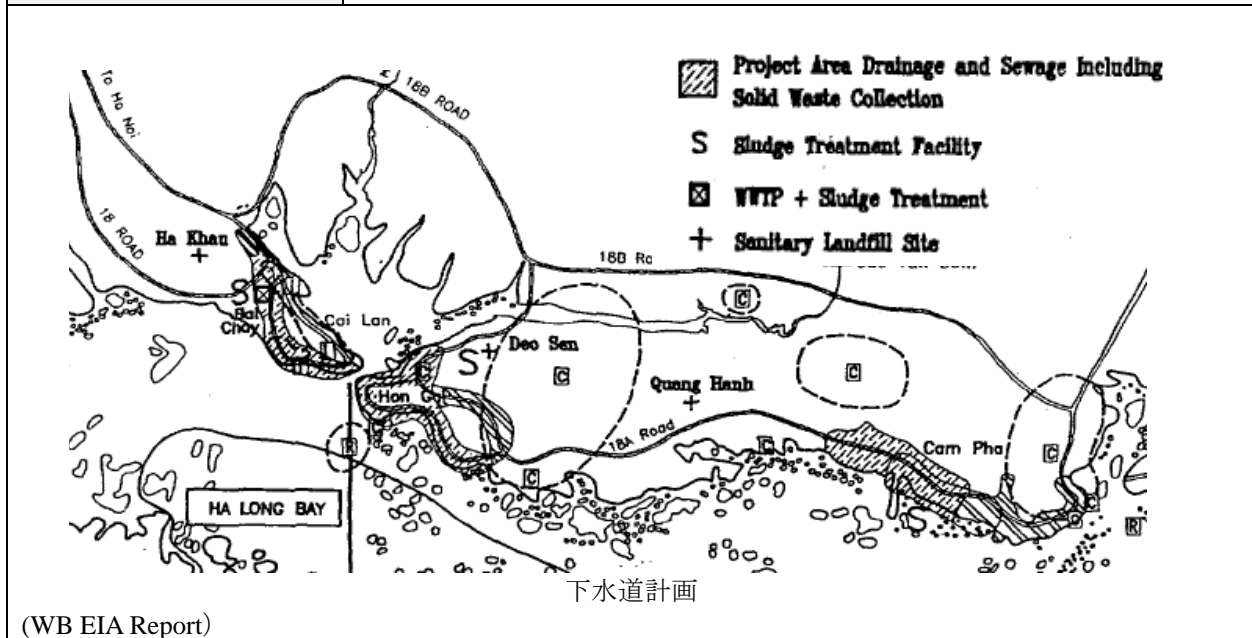 Project Area Drainage and Sewage Including
Solid Waste Collection
S Sludge Treatment Facility
WWTP + Sludge Treatment
+ Sanitary Landfill Site
To Ha Noi
18B ROAD
18 ROAD
Ha Khau
S
Bai
Chay
Cai Lan
18B Ro
C
S
Deo Sen
C
C
C
Hon G
Quang Hanh
18A Road
C
Cam Pha
C
R
C
R
HA LONG BAY
下水道計画
(WB EIA Report)